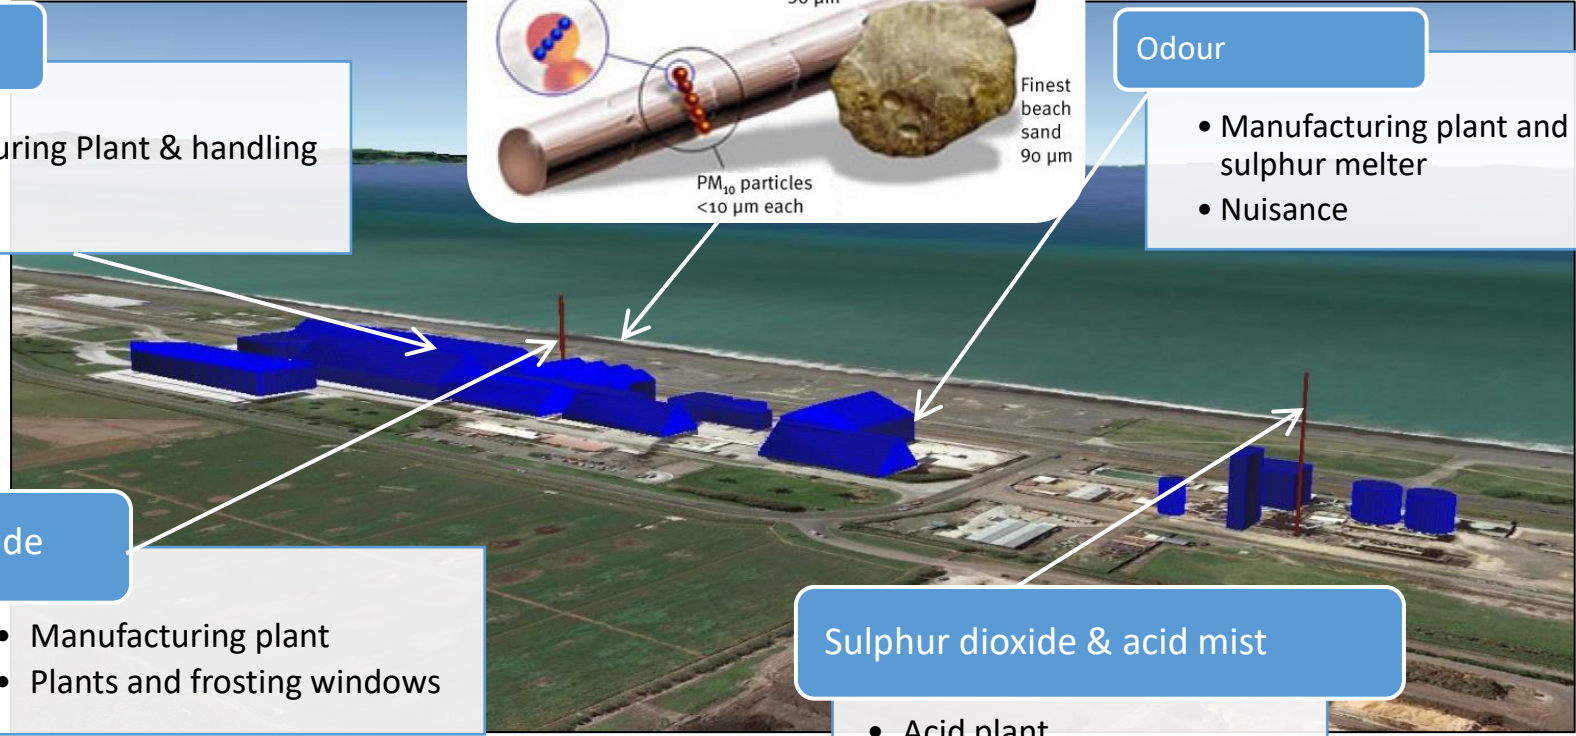 Odour
• Manufacturing plant and
sulphur melter
• Nuisance
Finest
beach
sand
90 µm
PM₁₀ particles
<10 µm each
uring Plant & handling
de
• Manufacturing plant
• Plants and frosting windows
Sulphur dioxide & acid mist
• Acid plant